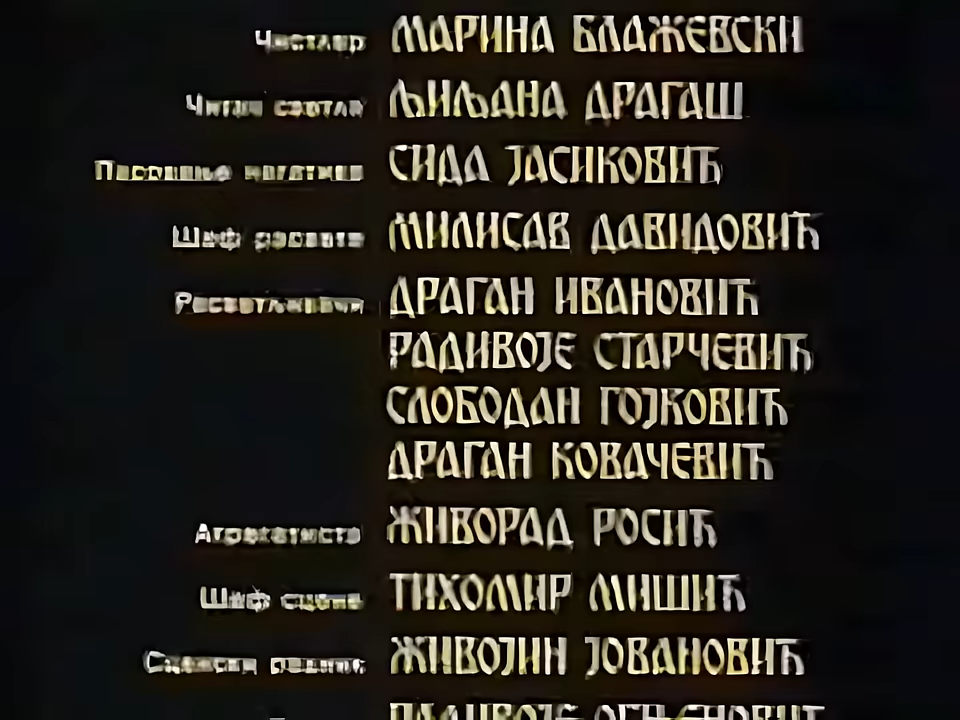 МАРИНА БЛАЖЕВСКИ
ЉИЉАНА ДРАГАШ
СИДА ЈАСИКОВИЋ
Шеф расвете МИЛИСАВ ДАВИДОВИЋ
Расветљивачи ДРАГАН ИВАНОВИЋ
РАДИВОЈЕ СТАРЧЕВИЋ
СЛОБОДАН ГОЈКОВИЋ
ДРАГАН КОВАЧЕВИЋ
Агрегатиста ЖИВОРАД РОСИЋ
Шеф сцене ТИХОМИР МИШИЋ
Сценски радник ЖИВОЈИН ЈОВАНОВИЋ